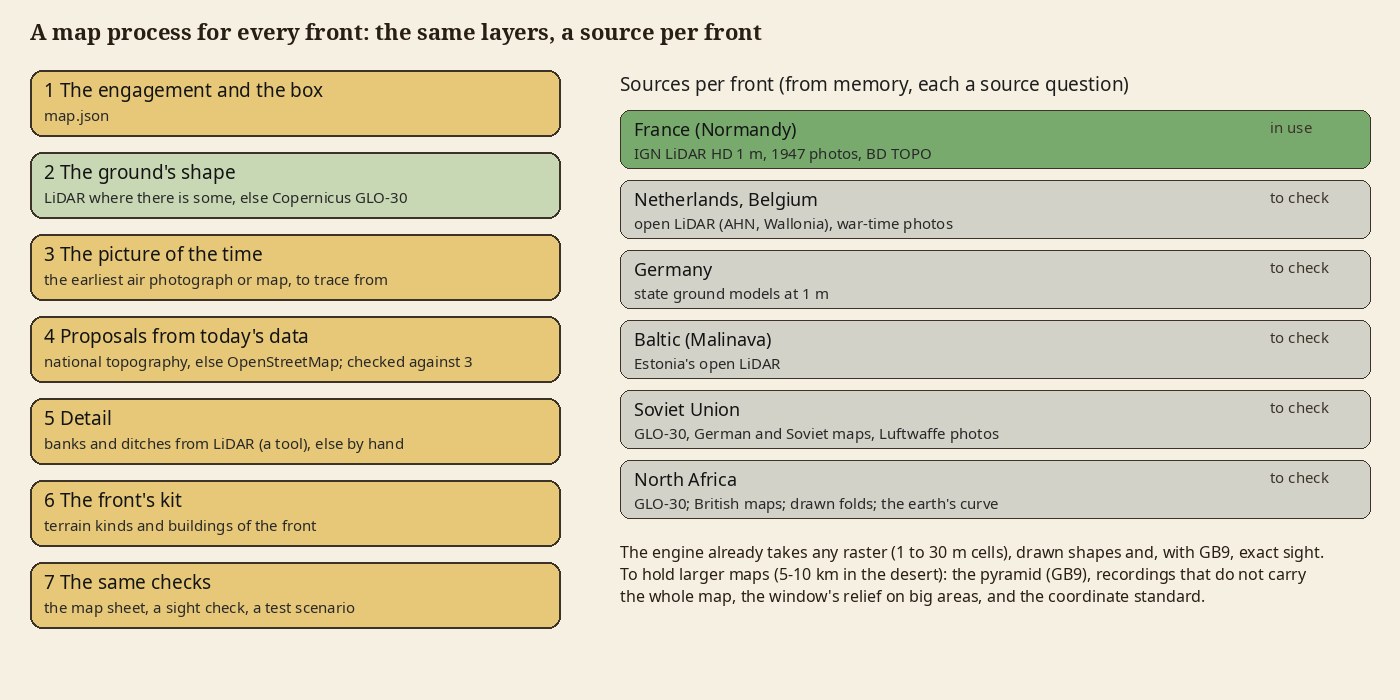 A map process for every front: the same layers, a source per front
1 The engagement and the box
map.json
2 The ground's shape
LiDAR where there is some, else Copernicus GLO-30
3 The picture of the time
the earliest air photograph or map, to trace from
4 Proposals from today's data
national topography, else OpenStreetMap; checked against 3
5 Detail
banks and ditches from LiDAR (a tool), else by hand
6 The front's kit
terrain kinds and buildings of the front
7 The same checks
the map sheet, a sight check, a test scenario
Sources per front (from memory, each a source question)
France (Normandy)
in use
IGN LiDAR HD 1 m, 1947 photos, BD TOPO
Netherlands, Belgium
to check
open LiDAR (AHN, Wallonia), war-time photos
Germany
to check
state ground models at 1 m
Baltic (Malinava)
to check
Estonia's open LiDAR
Soviet Union
to check
GLO-30, German and Soviet maps, Luftwaffe photos
North Africa
to check
GLO-30; British maps; drawn folds; the earth's curve
The engine already takes any raster (1 to 30 m cells), drawn shapes and, with GB9, exact sight.
To hold larger maps (5-10 km in the desert): the pyramid (GB9), recordings that do not carry
the whole map, the window's relief on big areas, and the coordinate standard.